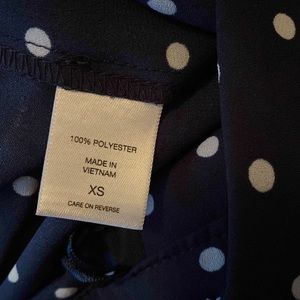 100% POLYESTER
MADE IN
VIETNAM
XS
CARE ON REVERSE